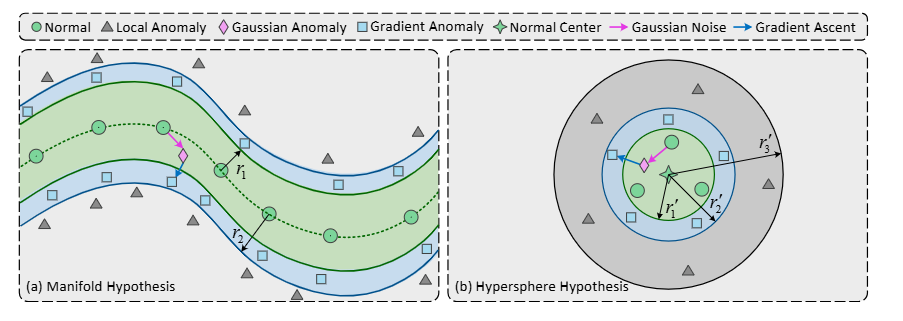 Normal Local Anomaly Gaussian Anomaly Gradient Anomaly Normal Center Gaussian Noise Gradient Ascent
r1
r2
(a) Manifold Hypothesis
r3′
r1′
r2′
(b) Hypersphere Hypothesis